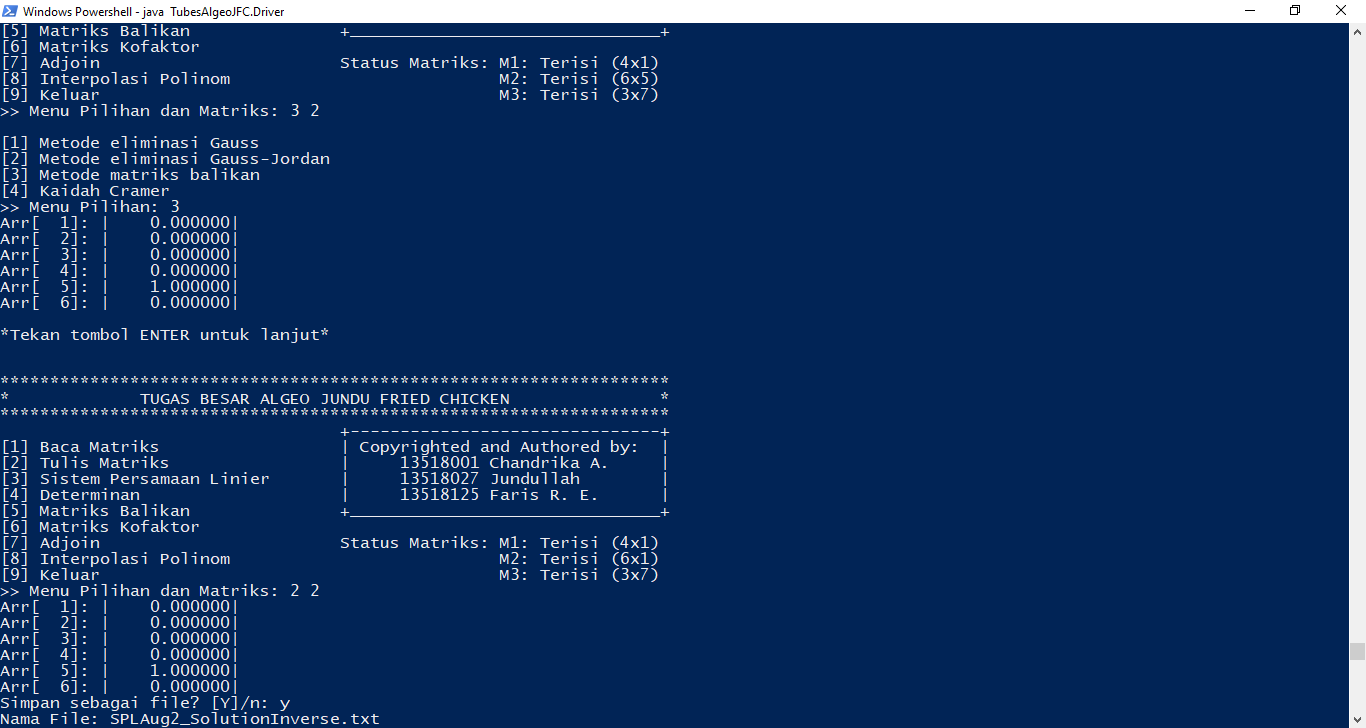 Windows Powershell - java  TubesAlgeoJFC.Driver
[5] Matriks Balikan               +_______________________________+
[6] Matriks Kofaktor
[7] Adjoin                        Status Matriks: M1: Terisi (4x1)
[8] Interpolasi Polinom                           M2: Terisi (6x5)
[9] Keluar                                        M3: Terisi (3x7)
>> Menu Pilihan dan Matriks: 3 2

[1] Metode eliminasi Gauss
[2] Metode eliminasi Gauss-Jordan
[3] Metode matriks balikan
[4] Kaidah Cramer
>> Menu Pilihan: 3
Arr[  1]: |    0.000000|
Arr[  2]: |    0.000000|
Arr[  3]: |    0.000000|
Arr[  4]: |    0.000000|
Arr[  5]: |    1.000000|
Arr[  6]: |    0.000000|

*Tekan tombol ENTER untuk lanjut*

*******************************************************************
*             TUGAS BESAR ALGEO JUNDU FRIED CHICKEN               *
*******************************************************************
                                  +-------------------------------+
[1] Baca Matriks                  | Copyrighted and Authored by:  |
[2] Tulis Matriks                 |     13518001 Chandrika A.     |
[3] Sistem Persamaan Linier       |     13518027 Jundullah        |
[4] Determinan                    |     13518125 Faris R. E.      |
[5] Matriks Balikan               +_______________________________+
[6] Matriks Kofaktor
[7] Adjoin                        Status Matriks: M1: Terisi (4x1)
[8] Interpolasi Polinom                           M2: Terisi (6x1)
[9] Keluar                                        M3: Terisi (3x7)
>> Menu Pilihan dan Matriks: 2 2
Arr[  1]: |    0.000000|
Arr[  2]: |    0.000000|
Arr[  3]: |    0.000000|
Arr[  4]: |    0.000000|
Arr[  5]: |    1.000000|
Arr[  6]: |    0.000000|
Simpan sebagai file? [Y]/n: y
Nama File: SPLAug2_SolutionInverse.txt